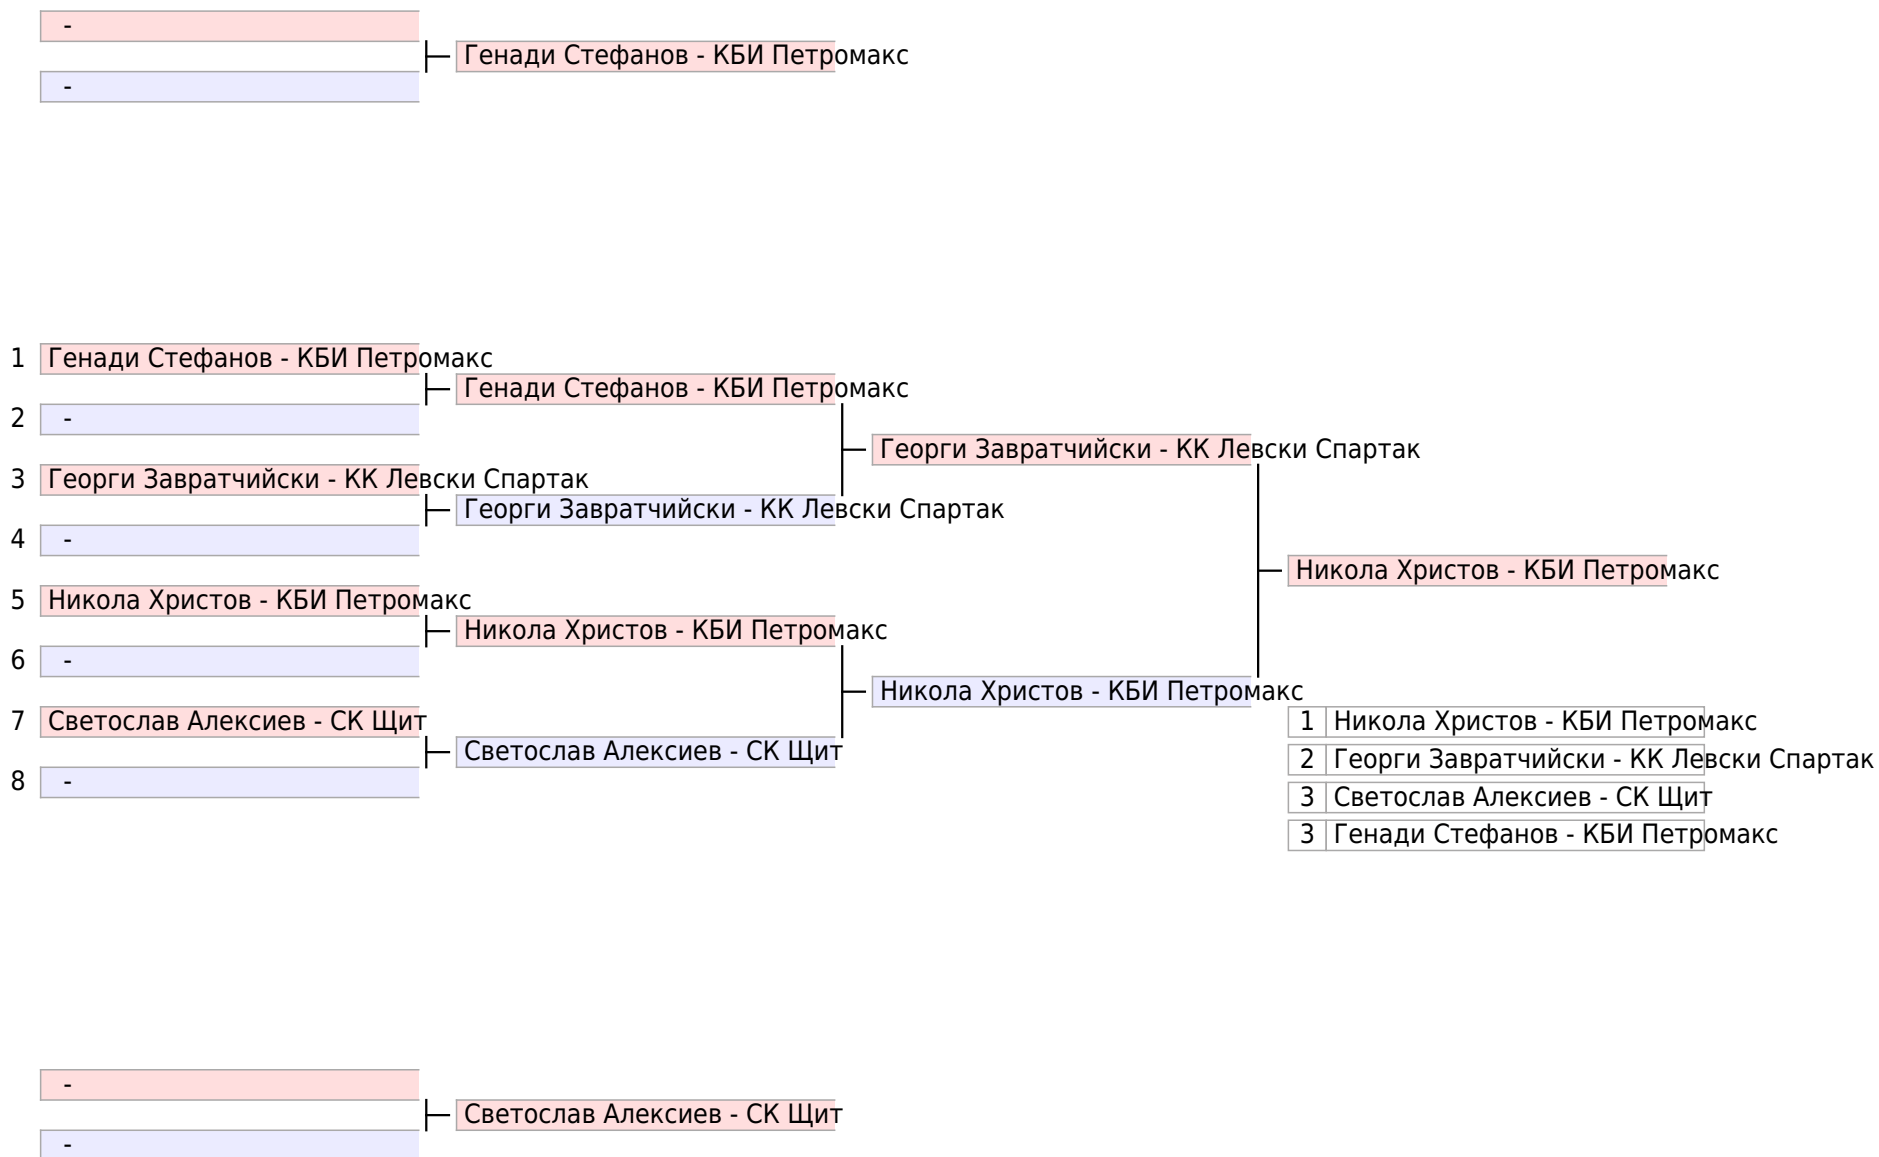 -
Генади Стефанов - КБИ Петромакс
-
1 Генади Стефанов - КБИ Петромакс
Генади Стефанов - КБИ Петромакс
2 -
Георги Завратчийски - КК Левски Спартак
3 Георги Завратчийски - КК Левски Спартак
Георги Завратчийски - КК Левски Спартак
4 -
Никола Христов - КБИ Петромакс
5 Никола Христов - КБИ Петромакс
Никола Христов - КБИ Петромакс
6 -
Никола Христов - КБИ Петромакс
7 Светослав Алексиев - СК Щит
1 Никола Христов - КБИ Петромакс
Светослав Алексиев - СК Щит
2 Георги Завратчийски - КК Левски Спартак
8 -
3 Светослав Алексиев - СК Щит
3 Генади Стефанов - КБИ Петромакс
-
Светослав Алексиев - СК Щит
-